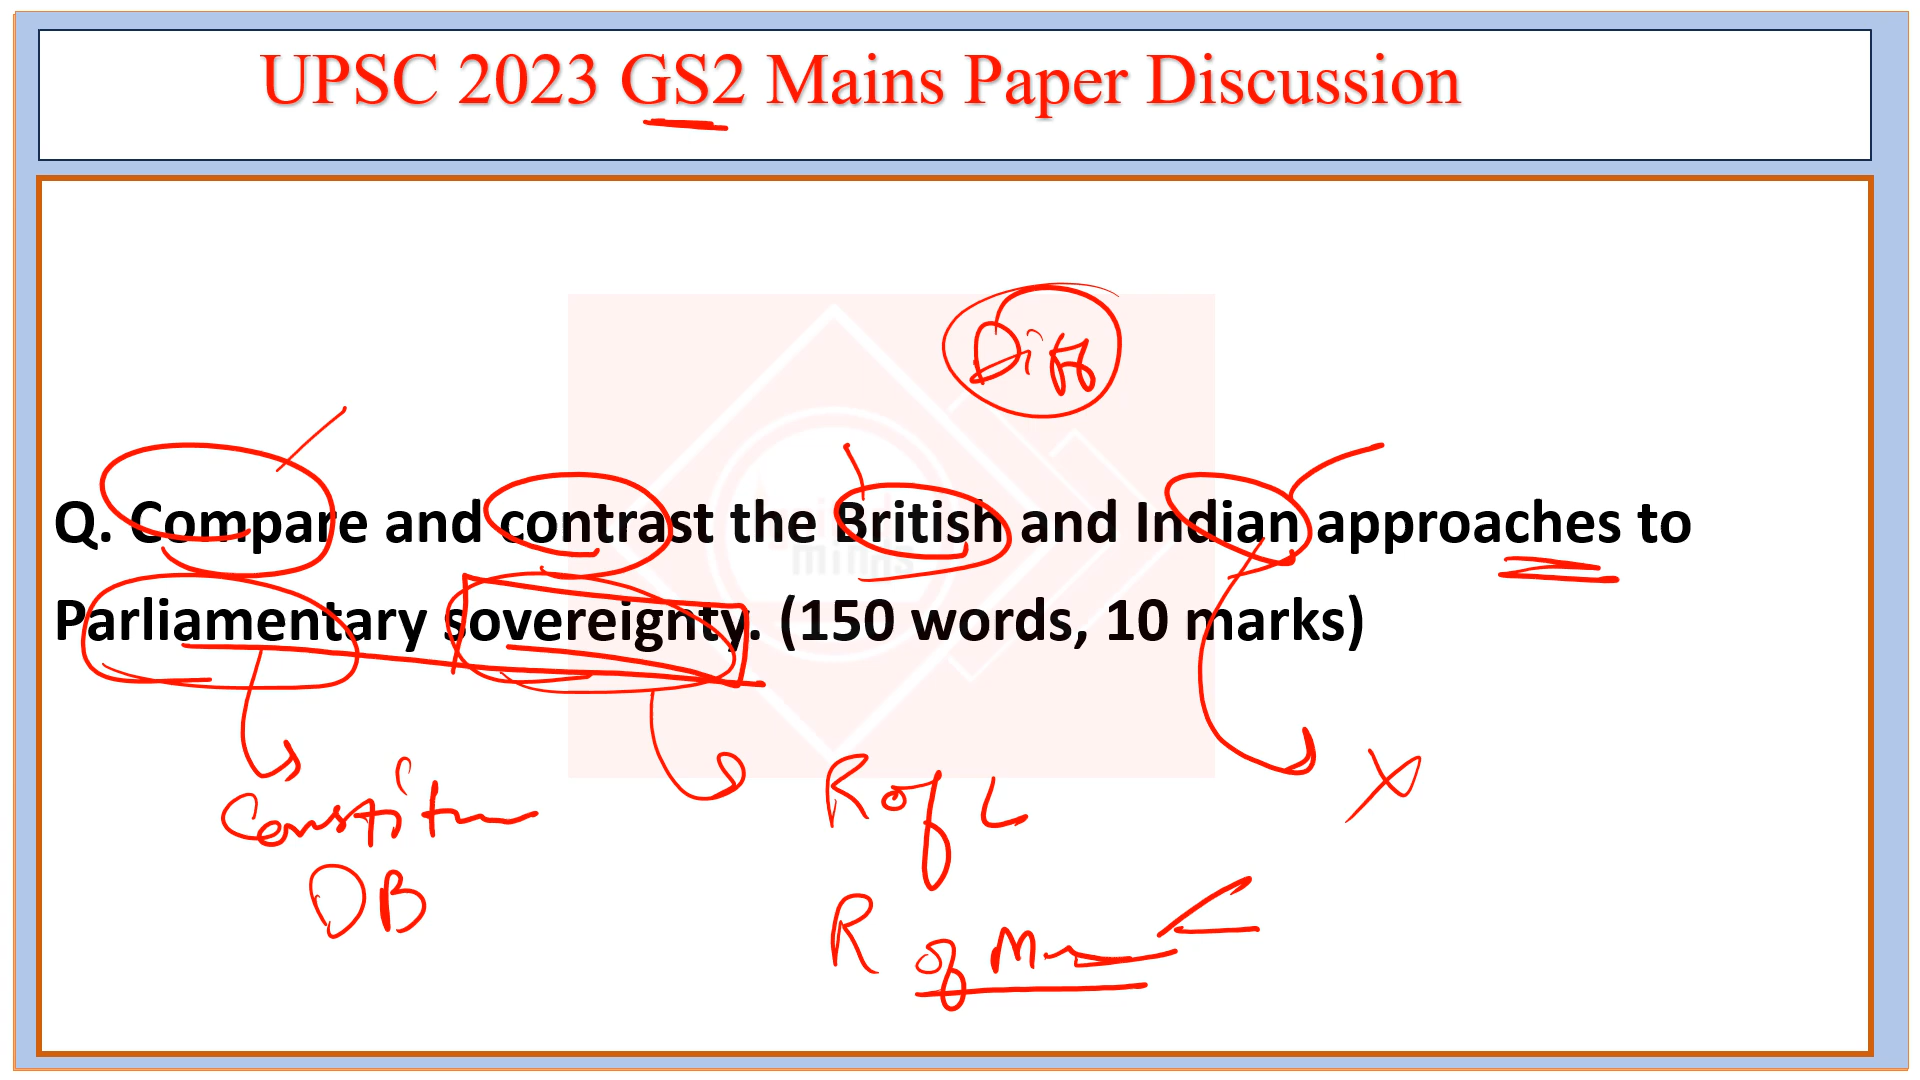 UPSC 2023 GS2 Mains Paper Discussion
Diff
Q. Compare and contrast the British and Indian approaches to
Parliamentary sovereignty. (150 words, 10 marks)
R of L
DB
R of M